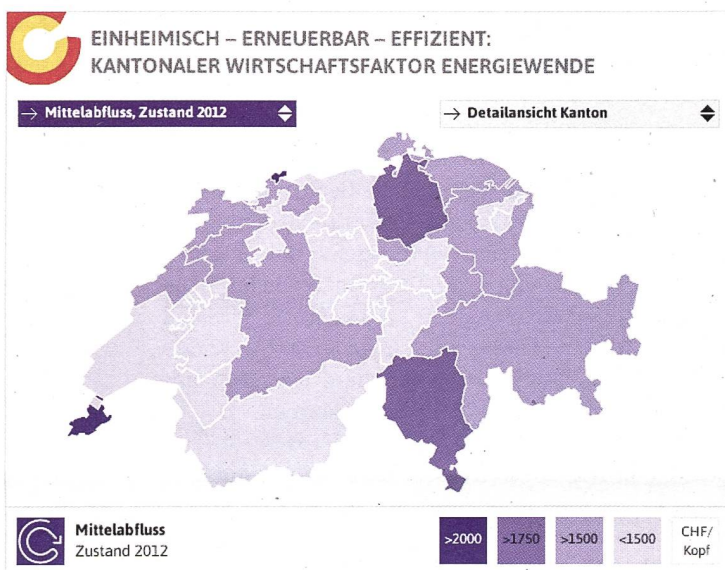 EINHEIMISCH – ERNEUERBAR – EFFIZIENT:
KANTONALER WIRTSCHAFTSFAKTOR ENERGIEWENDE
→ Mittelabfluss, Zustand 2012
→ Detailansicht Kanton
Mittelabfluss
Zustand 2012
>2000 >1750 >1500 <1500 CHF/
Kopf